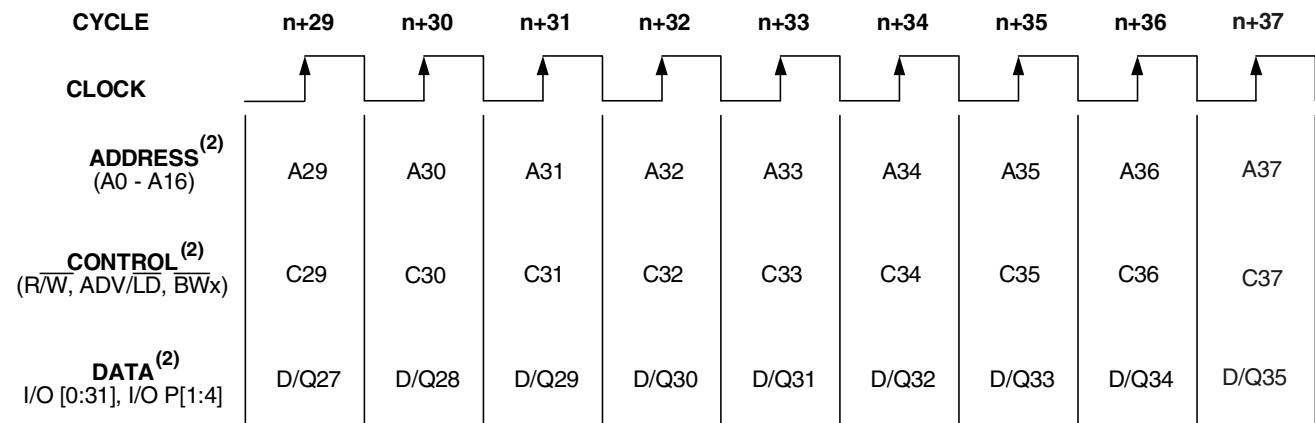 CYCLE n+29 n+30 n+31 n+32 n+33 n+34 n+35 n+36 n+37
CLOCK
ADDRESS(2)
(A0 - A16) A29 A30 A31 A32 A33 A34 A35 A36 A37
CONTROL(2)
(R/W, ADV/LD, BWx) C29 C30 C31 C32 C33 C34 C35 C36 C37
DATA(2)
I/O [0:31], I/O P[1:4] D/Q27 D/Q28 D/Q29 D/Q30 D/Q31 D/Q32 D/Q33 D/Q34 D/Q35